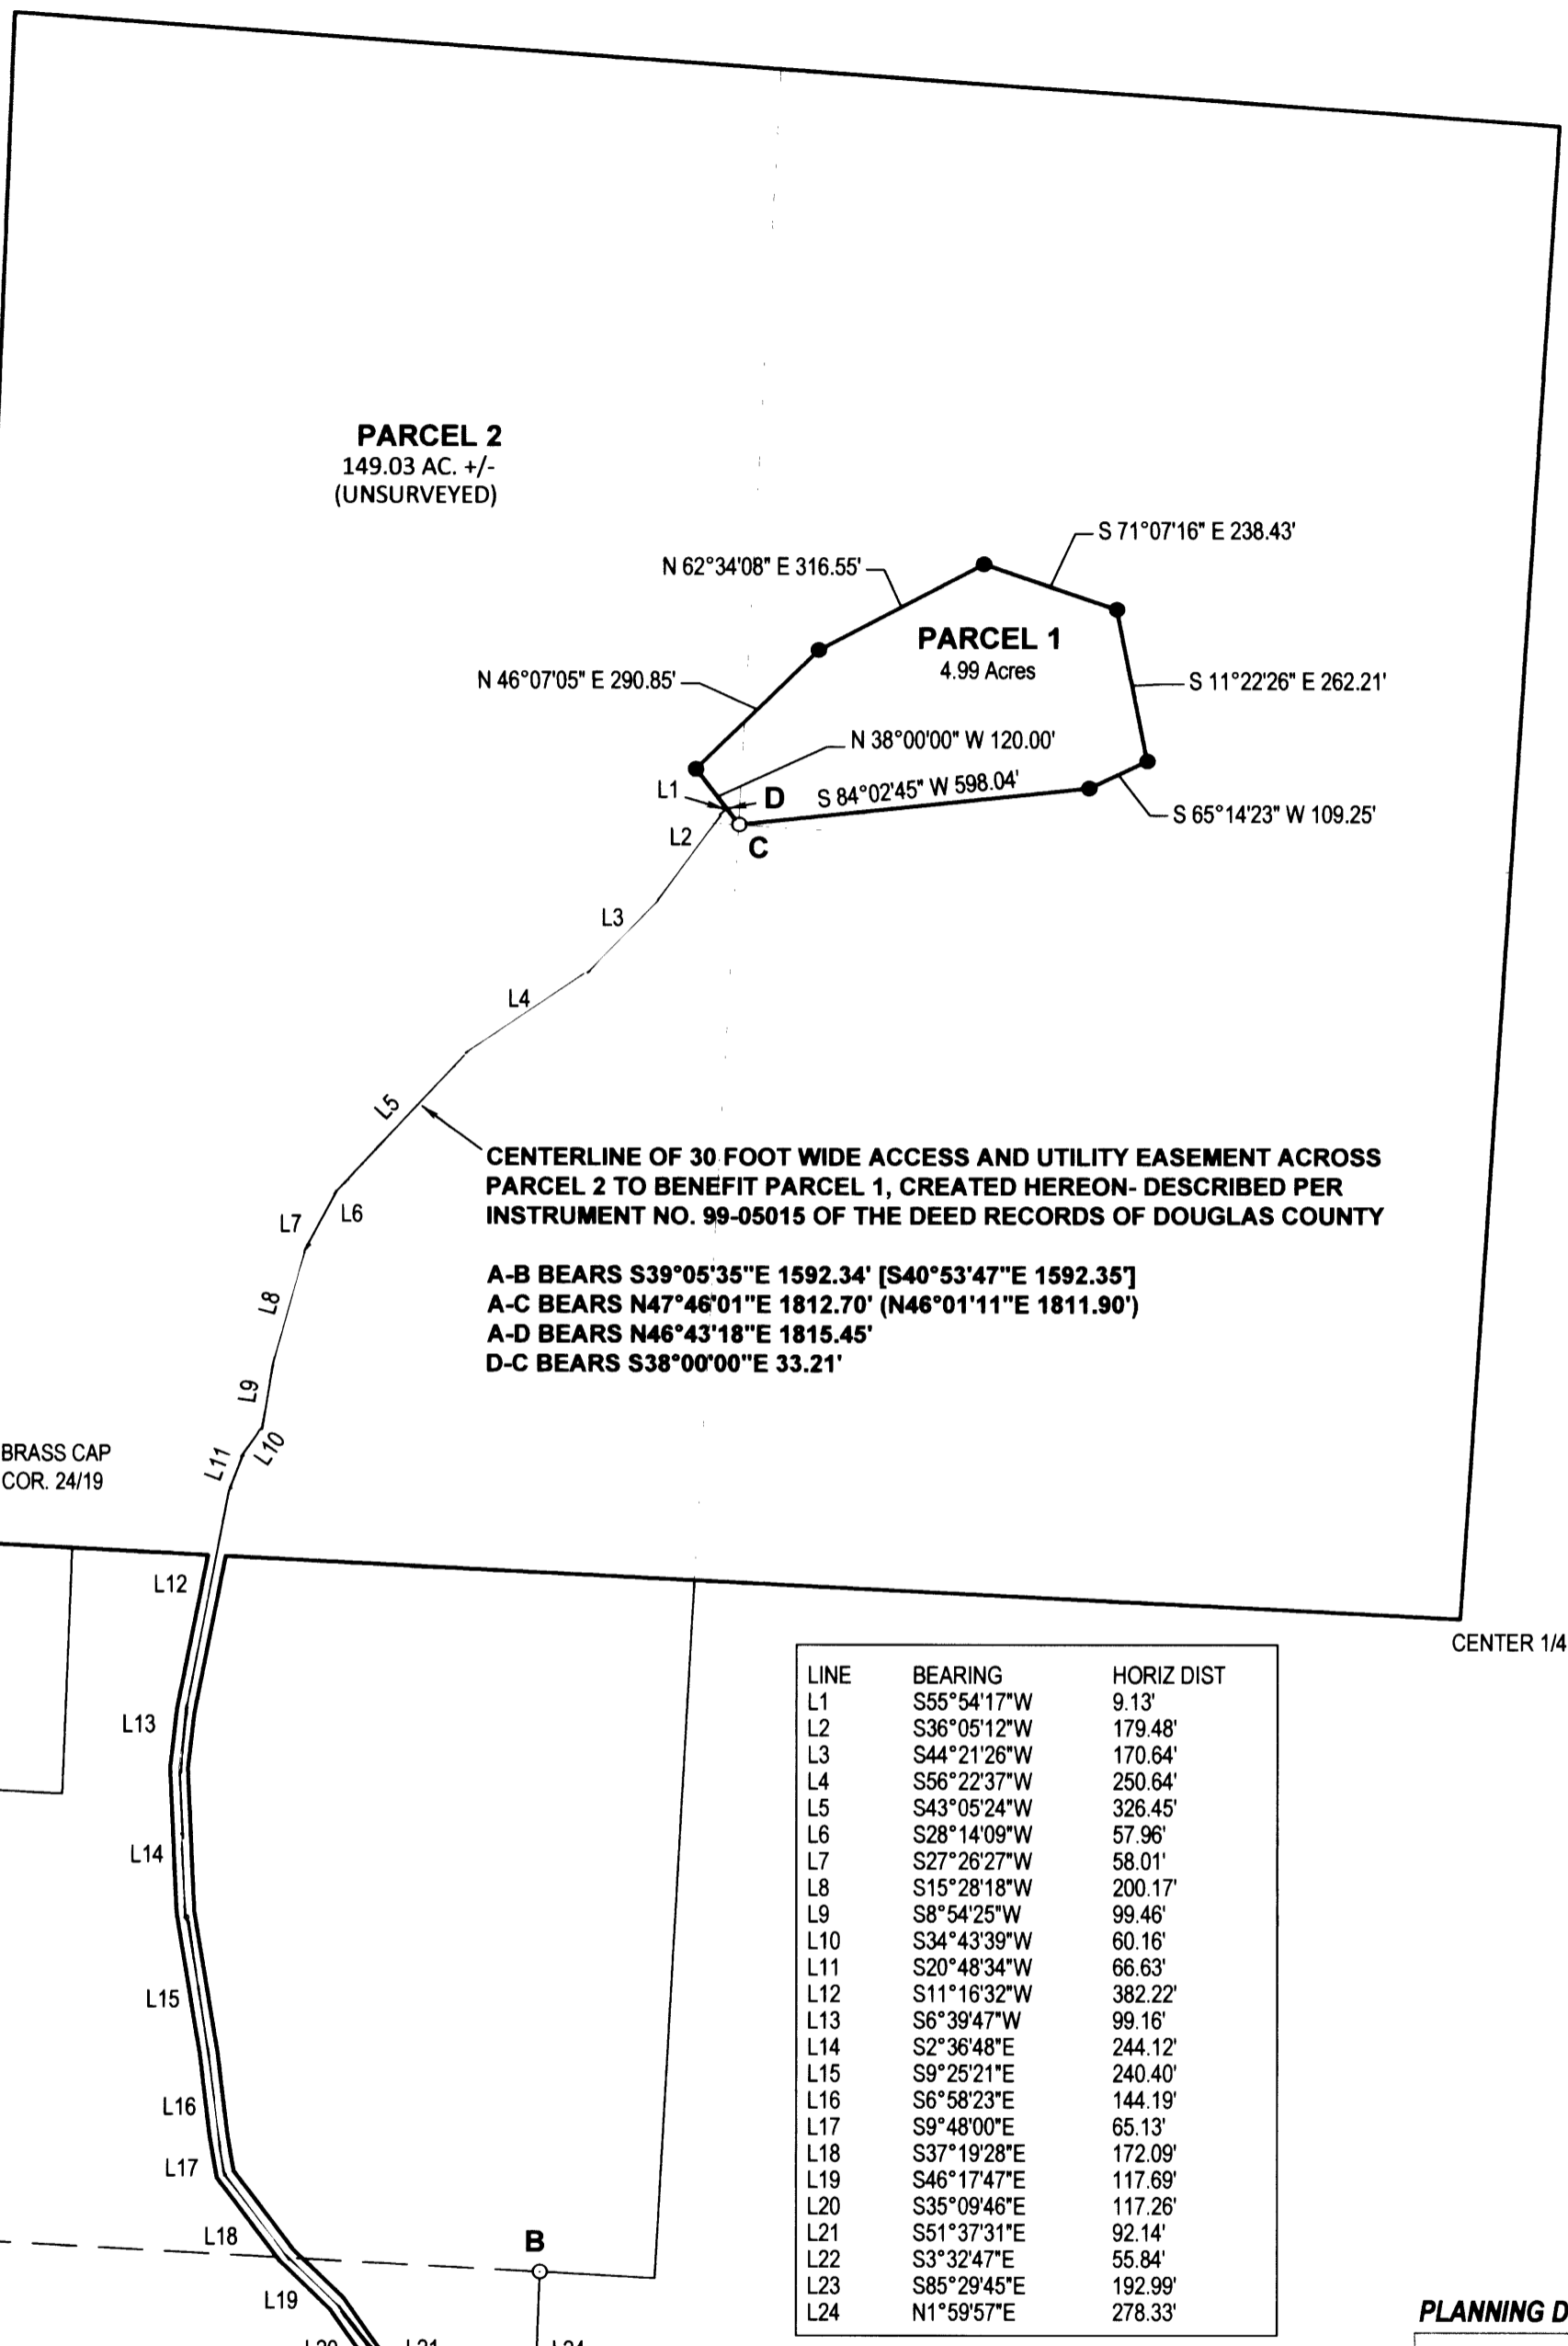 PARCEL 2
149.03 AC. +/-
(UNSURVEYED)
S 71°07'16" E 238.43'
N 62°34'08" E 316.55'
PARCEL 1
4.99 Acres
N 46°07'05" E 290.85'
S 11°22'26" E 262.21'
N 38°00'00" W 120.00'
L1
D
S 84°02'45" W 598.04'
S 65°14'23" W 109.25'
L2
C
L3
L4
L5
CENTERLINE OF 30 FOOT WIDE ACCESS AND UTILITY EASEMENT ACROSS
PARCEL 2 TO BENEFIT PARCEL 1, CREATED HEREON- DESCRIBED PER
INSTRUMENT NO. 99-05015 OF THE DEED RECORDS OF DOUGLAS COUNTY
L6
L7
A-B BEARS S39°05'35"E 1592.34' [S40°53'47"E 1592.35']
A-C BEARS N47°46'01"E 1812.70' (N46°01'11"E 1811.90')
A-D BEARS N46°43'18"E 1815.45'
D-C BEARS S38°00'00"E 33.21'
L8
L9
L10
L11
BRASS CAP
COR. 24/19
L12
CENTER 1/4
L13
L14
L15
L16
L17
L18
B
L19
L20
L21
L24
LINE BEARING HORIZ DIST
L1 S55°54'17"W 9.13'
L2 S36°05'12"W 179.48'
L3 S44°21'26"W 170.64'
L4 S56°22'37"W 250.64'
L5 S43°05'24"W 326.45'
L6 S28°14'09"W 57.96'
L7 S27°26'27"W 58.01'
L8 S15°28'18"W 200.17'
L9 S8°54'25"W 99.46'
L10 S34°43'39"W 60.16'
L11 S20°48'34"W 66.63'
L12 S11°16'32"W 382.22'
L13 S6°39'47"W 99.16'
L14 S2°36'48"E 244.12'
L15 S9°25'21"E 240.40'
L16 S6°58'23"E 144.19'
L17 S9°48'00"E 65.13'
L18 S37°19'28"E 172.09'
L19 S46°17'47"E 117.69'
L20 S35°09'46"E 117.26'
L21 S51°37'31"E 92.14'
L22 S3°32'47"E 55.84'
L23 S85°29'45"E 192.99'
L24 N1°59'57"E 278.33'
PLANNING D